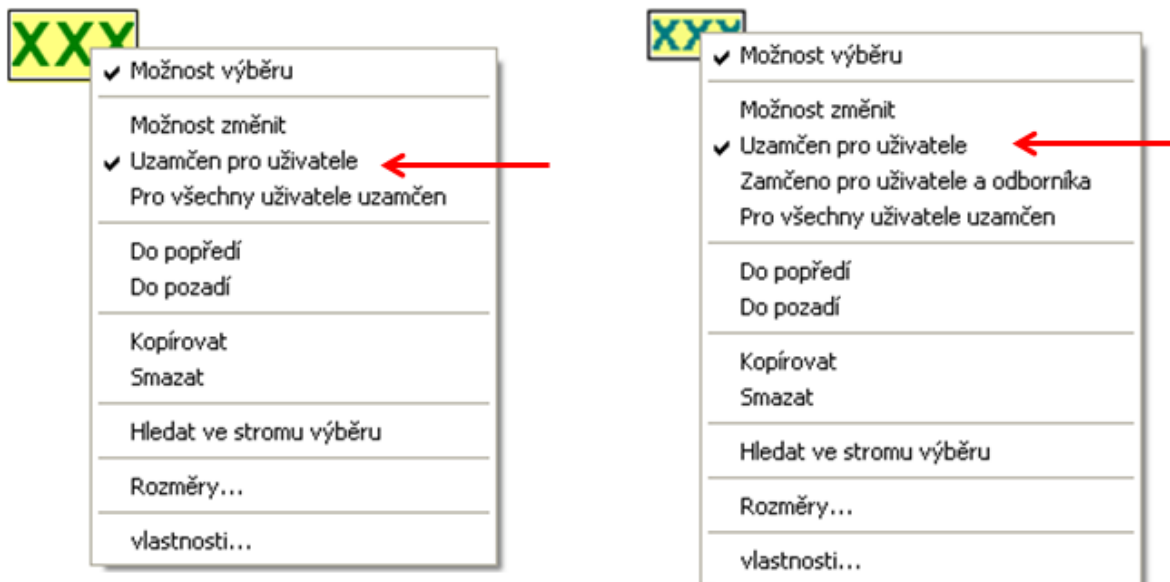 XXX
Možnost výběru
Možnost změnit
Uzamčen pro uživatele
Pro všechny uživatele uzamčen
Do popředí
Do pozadí
Kopírovat
Smazat
Hledat ve stromu výběru
Rozměry...
vlastnosti...
XXX
Možnost výběru
Možnost změnit
Uzamčen pro uživatele
Zamčeno pro uživatele a odborníka
Pro všechny uživatele uzamčen
Do popředí
Do pozadí
Kopírovat
Smazat
Hledat ve stromu výběru
Rozměry...
vlastnosti...